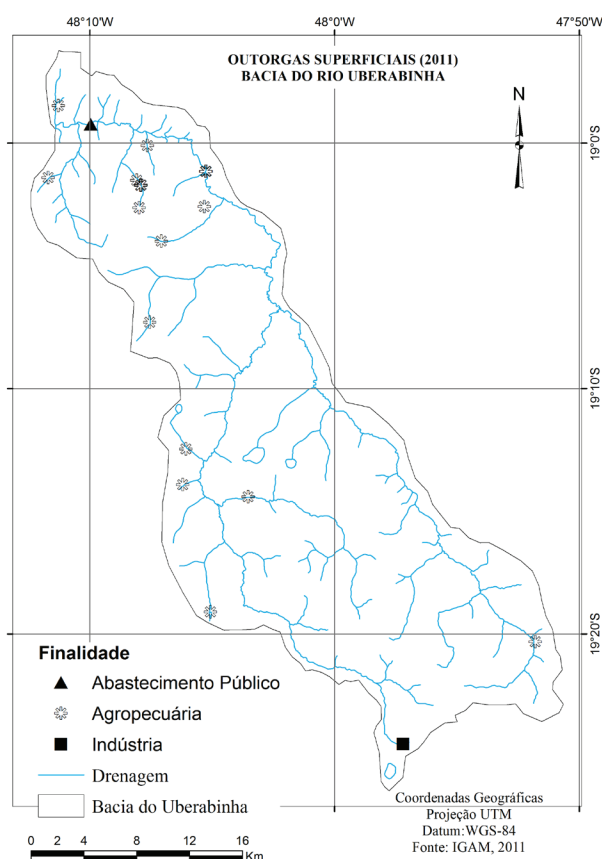 48°10'W 48°0'W 47°50'W
OUTORGAS SUPERFICIAIS (2011)
BACIA DO RIO UBERABINHA
N
19°0'S
19°10'S
19°20'S
Finalidade
Abastecimento Público
Agropecuária
Indústria
Drenagem
Bacia do Uberabinha
0 2 4 8 12 16
Km
Coordenadas Geográficas
Projeção UTM
Datum:WGS-84
Fonte: IGAM, 2011